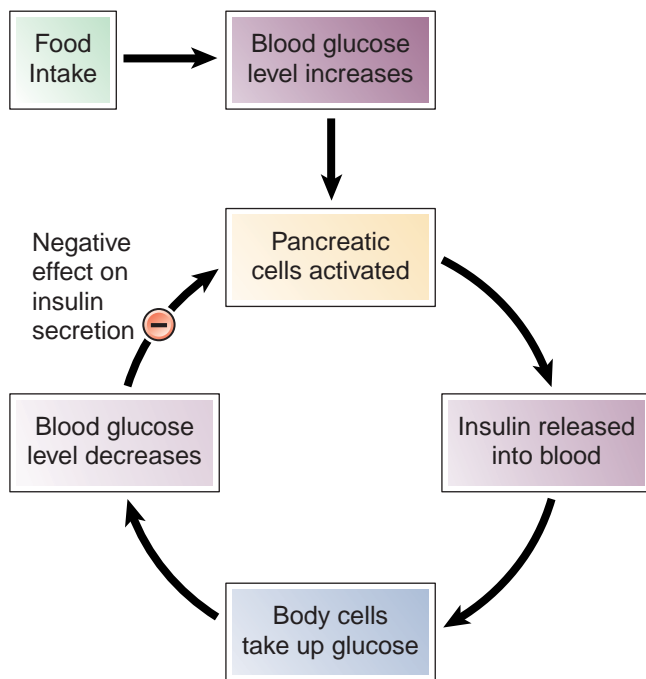 Food
Intake
Blood glucose
level increases
Pancreatic
cells activated
Negative
effect on
insulin
secretion
Blood glucose
level decreases
Insulin released
into blood
Body cells
take up glucose